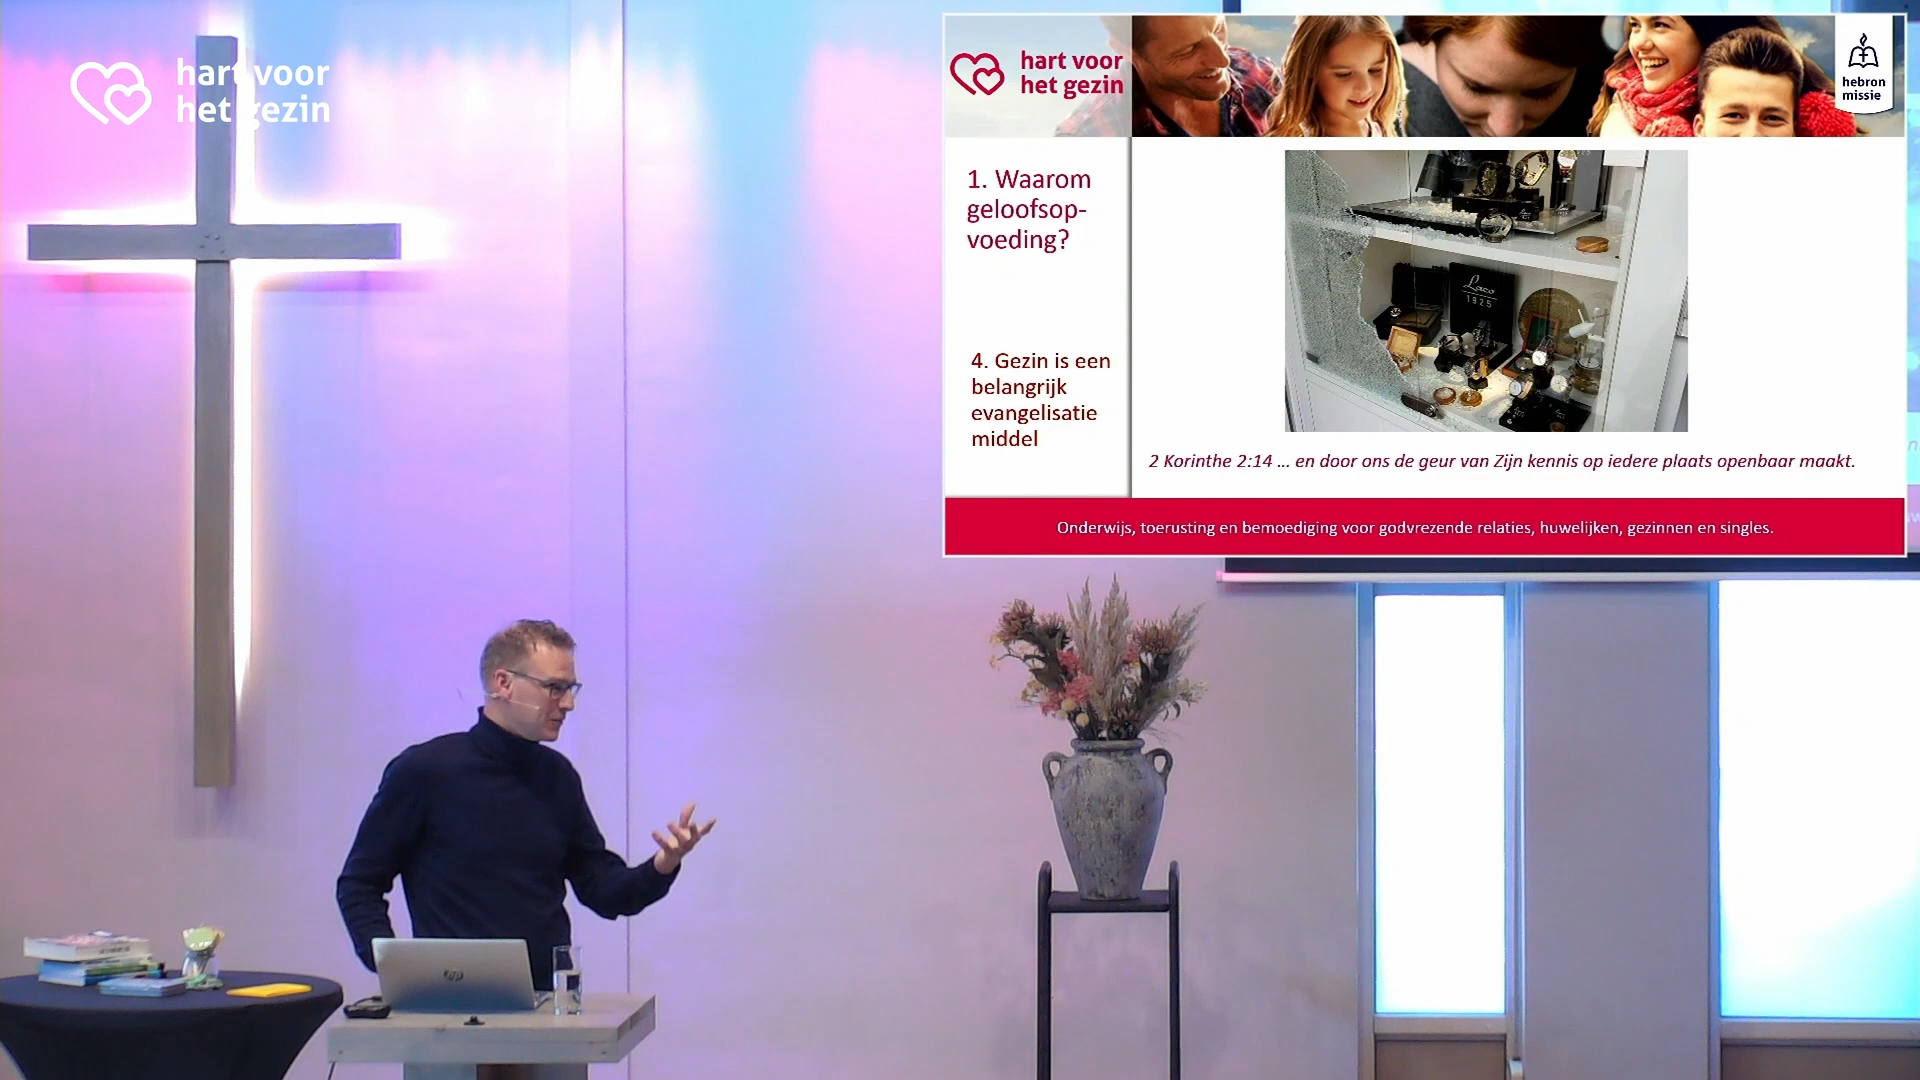 hart voor
het gezin
hart voor
het gezin
hebron
missie
1. Waarom
geloofsop-
voeding?
4. Gezin is een
belangrijk
evangelisatie
middel
Laco
1925
2 Korinthe 2:14 ... en door ons de geur van Zijn kennis op iedere plaats openbaar maakt.
Onderwijs, toerusting en bemoediging voor godvrezende relaties, huwelijken, gezinnen en singles.
hp